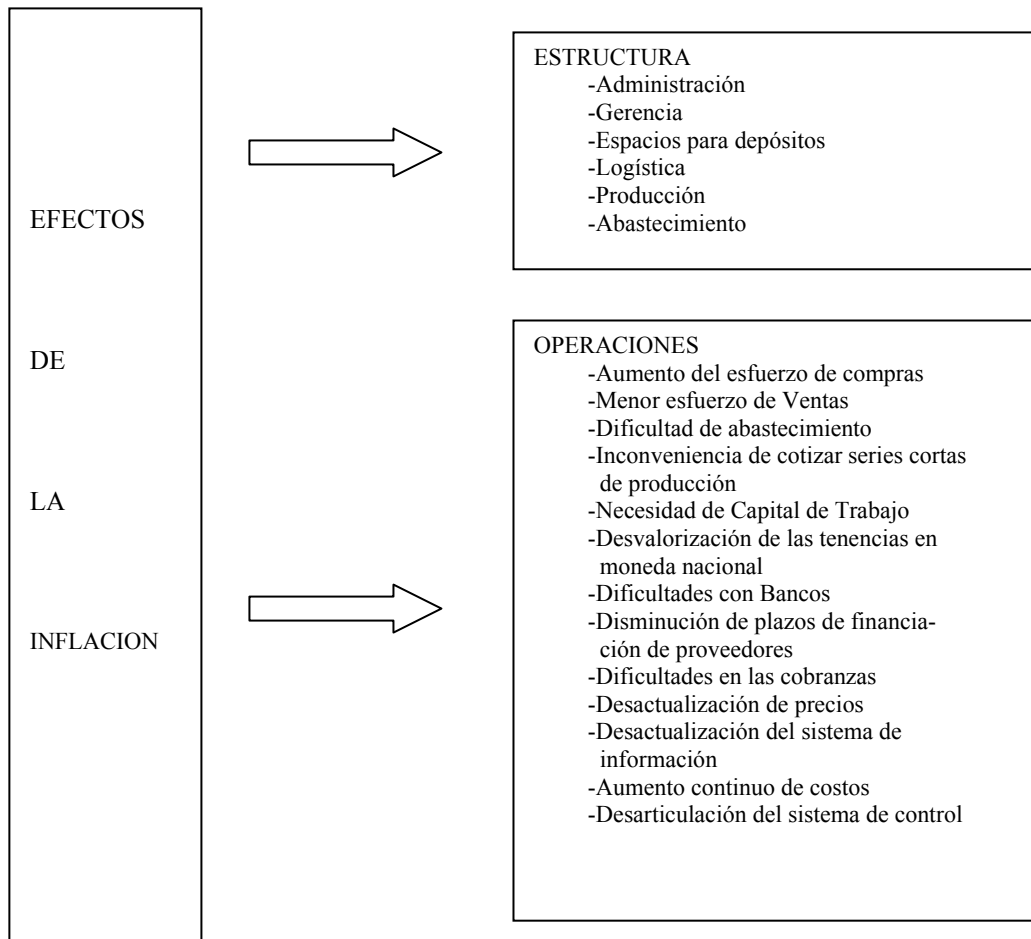 EFECTOS
DE
LA
INFLACION
ESTRUCTURA
-Administración
-Gerencia
-Espacios para depósitos
-Logística
-Producción
-Abastecimiento
OPERACIONES
-Aumento del esfuerzo de compras
-Menor esfuerzo de Ventas
-Dificultad de abastecimiento
-Inconveniencia de cotizar series cortas
de producción
-Necesidad de Capital de Trabajo
-Desvalorización de las tenencias en
moneda nacional
-Dificultades con Bancos
-Disminución de plazos de financia-
ción de proveedores
-Dificultades en las cobranzas
-Desactualización de precios
-Desactualización del sistema de
información
-Aumento continuo de costos
-Desarticulación del sistema de control